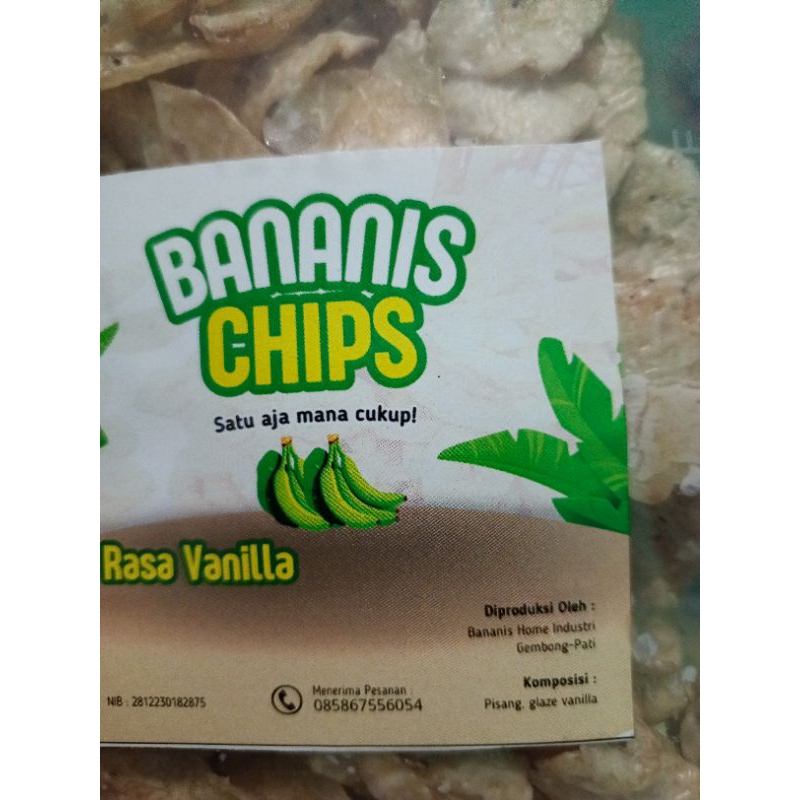 BANANIS
CHIPS
Satu aja mana cukup!
Rasa Vanilla
Diproduksi Oleh :
Bananis Home Industri
Gembong-Pati
Komposisi :
Pisang, glaze vanilla
NIB : 2812230182875
Menerima Pesanan :
085867556054